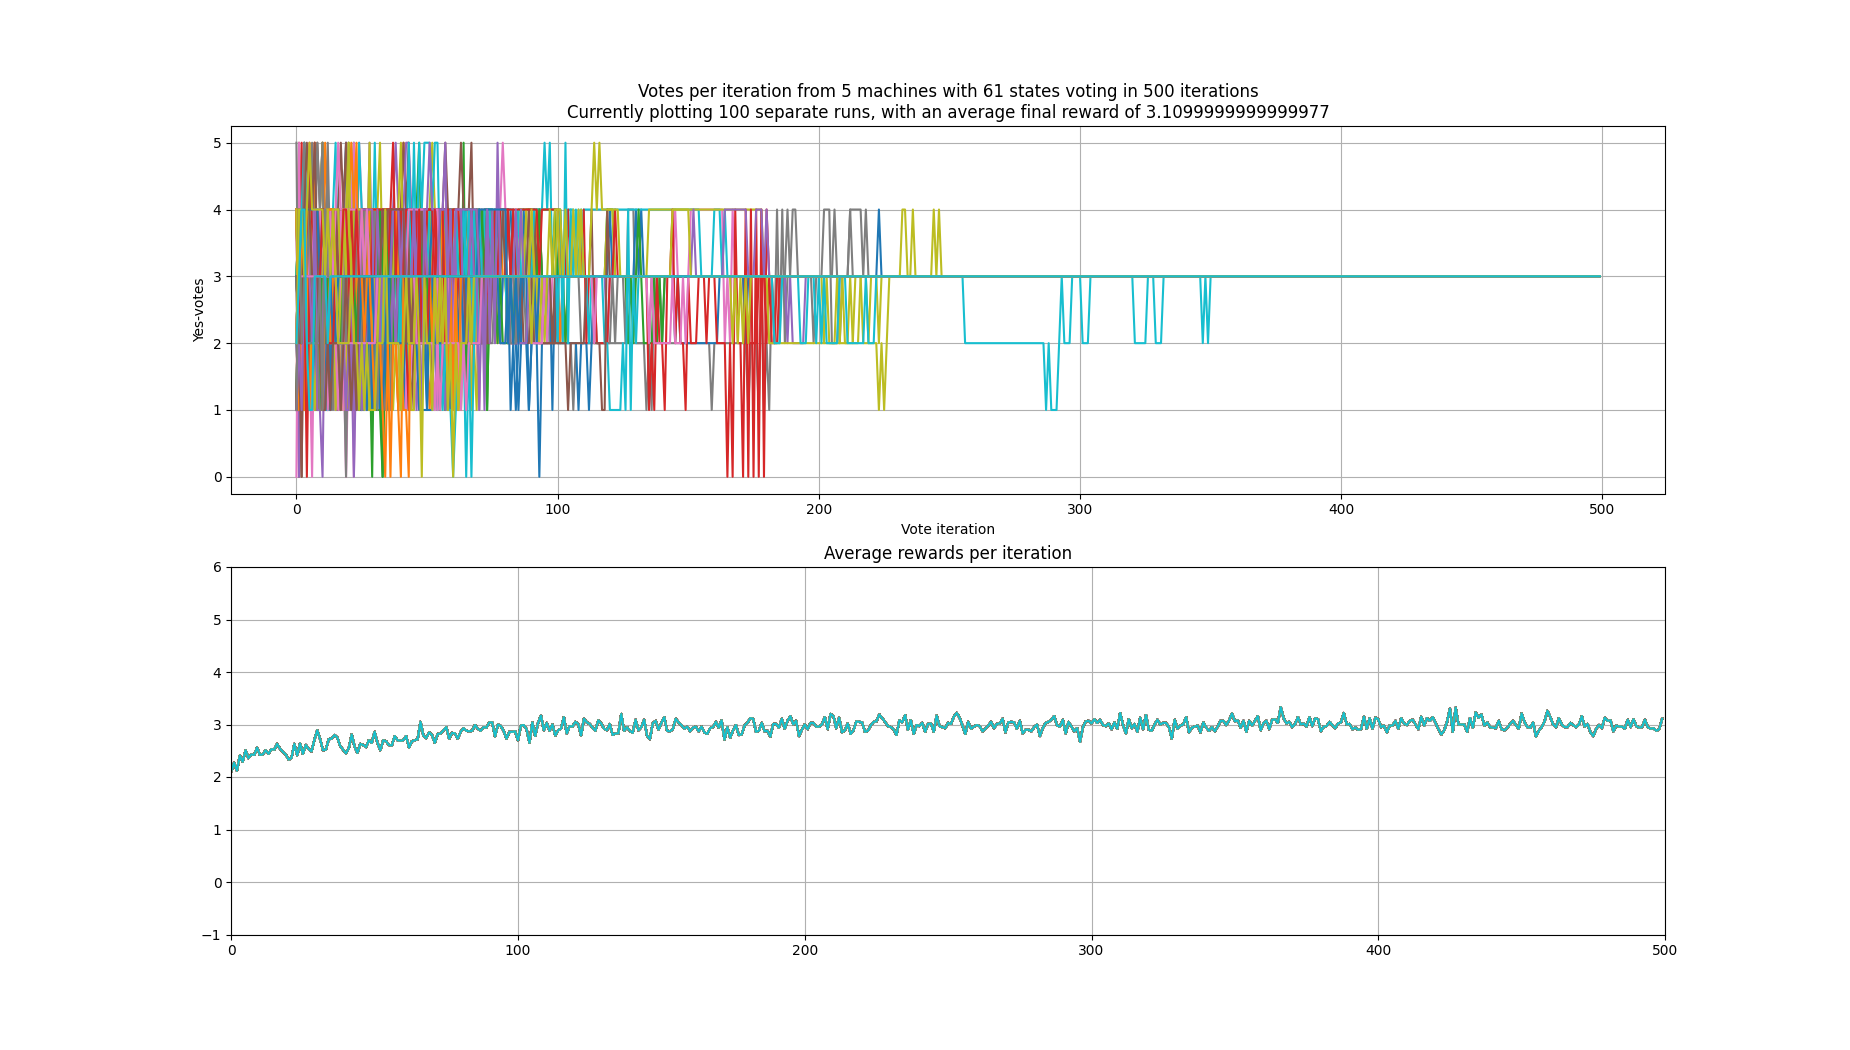 Votes per iteration from 5 machines with 61 states voting in 500 iterations
Currently plotting 100 separate runs, with an average final reward of 3.1099999999999977
5
4
3
2
1
0
Yes-votes
0 100 200 300 400 500
Vote iteration
Average rewards per iteration
6
5
4
3
2
1
0
−1
0 100 200 300 400 500